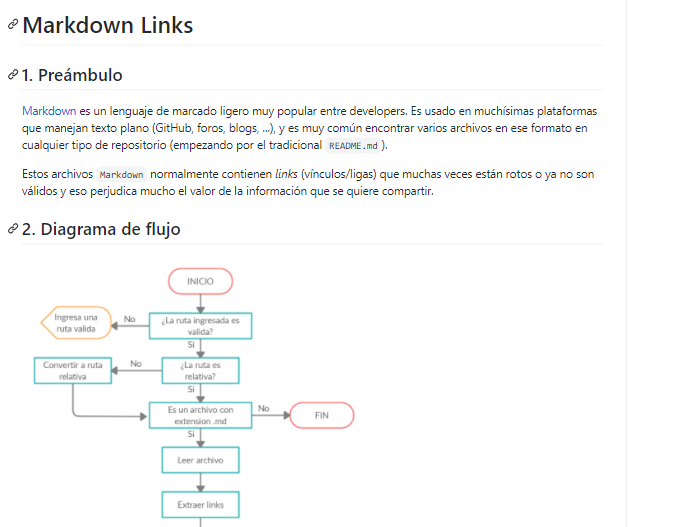 Markdown Links
1. Preámbulo
Markdown es un lenguaje de marcado ligero muy popular entre developers. Es usado en muchísimas plataformas
que manejan texto plano (GitHub, foros, blogs, ...), y es muy común encontrar varios archivos en ese formato en
cualquier tipo de repositorio (empezando por el tradicional README.md ).
Estos archivos Markdown normalmente contienen links (vínculos/ligas) que muchas veces están rotos o ya no son
válidos y eso perjudica mucho el valor de la información que se quiere compartir.
2. Diagrama de flujo
INICIO
Ingresa una
ruta valida
No
¿La ruta ingresada es
valida?
Si
Convertir a ruta
relativa
No
¿La ruta es
relativa?
Si
Es un archivo con
extension .md
No
FIN
Si
Leer archivo
Extraer links